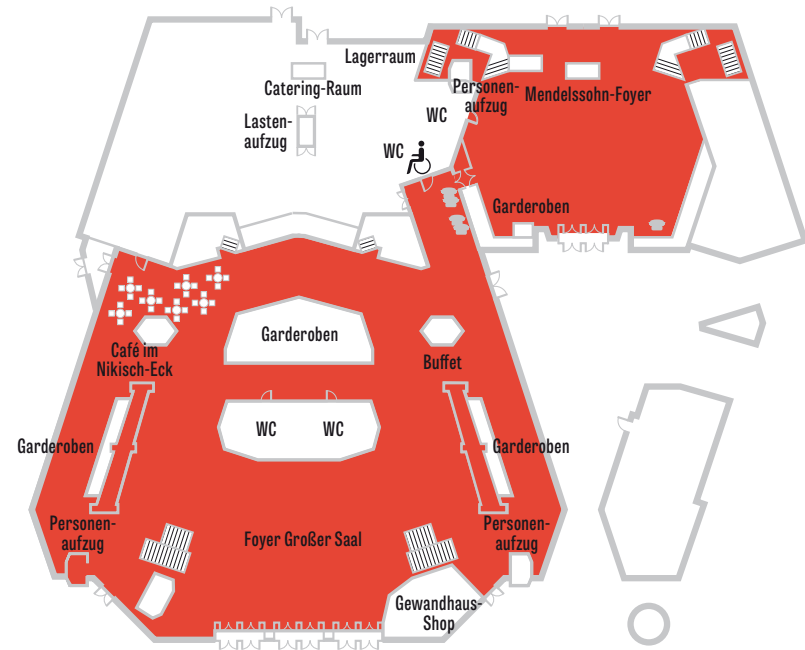 Lagerraum
Catering-Raum
Personen-
aufzug
Mendelssohn-Foyer
WC
Lasten-
aufzug
WC
Garderoben
Garderoben
Café im
Nikisch-Eck
Buffet
WC
WC
Garderoben
Garderoben
Personen-
aufzug
Foyer Großer Saal
Personen-
aufzug
Gewandhaus-
Shop